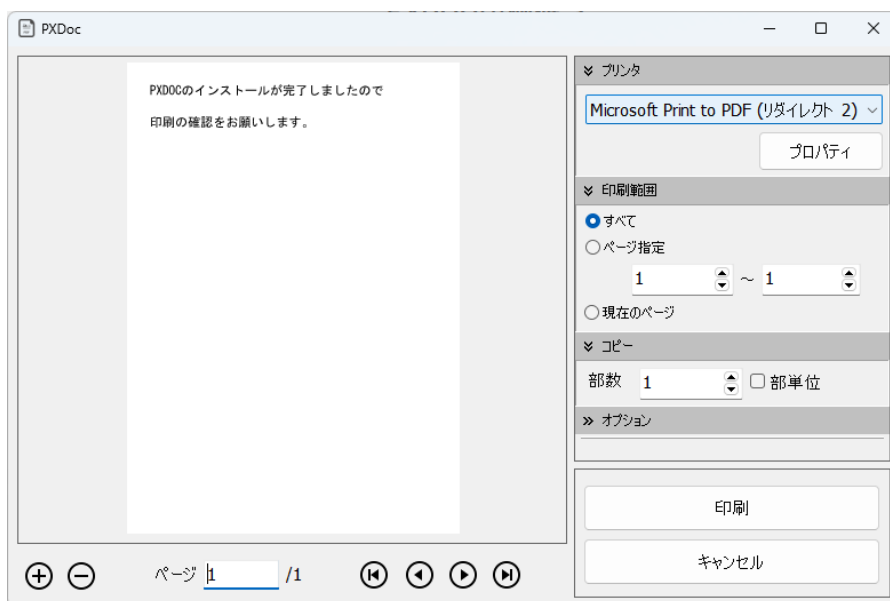 PXDoc
PXDOCのインストールが完了しましたので
印刷の確認をお願いします。
ページ 1 /1
プリンタ
Microsoft Print to PDF (リダイレクト 2)
プロパティ
印刷範囲
すべて
ページ指定
1 ～ 1
現在のページ
コピー
部数 1 部単位
オプション
印刷
キャンセル